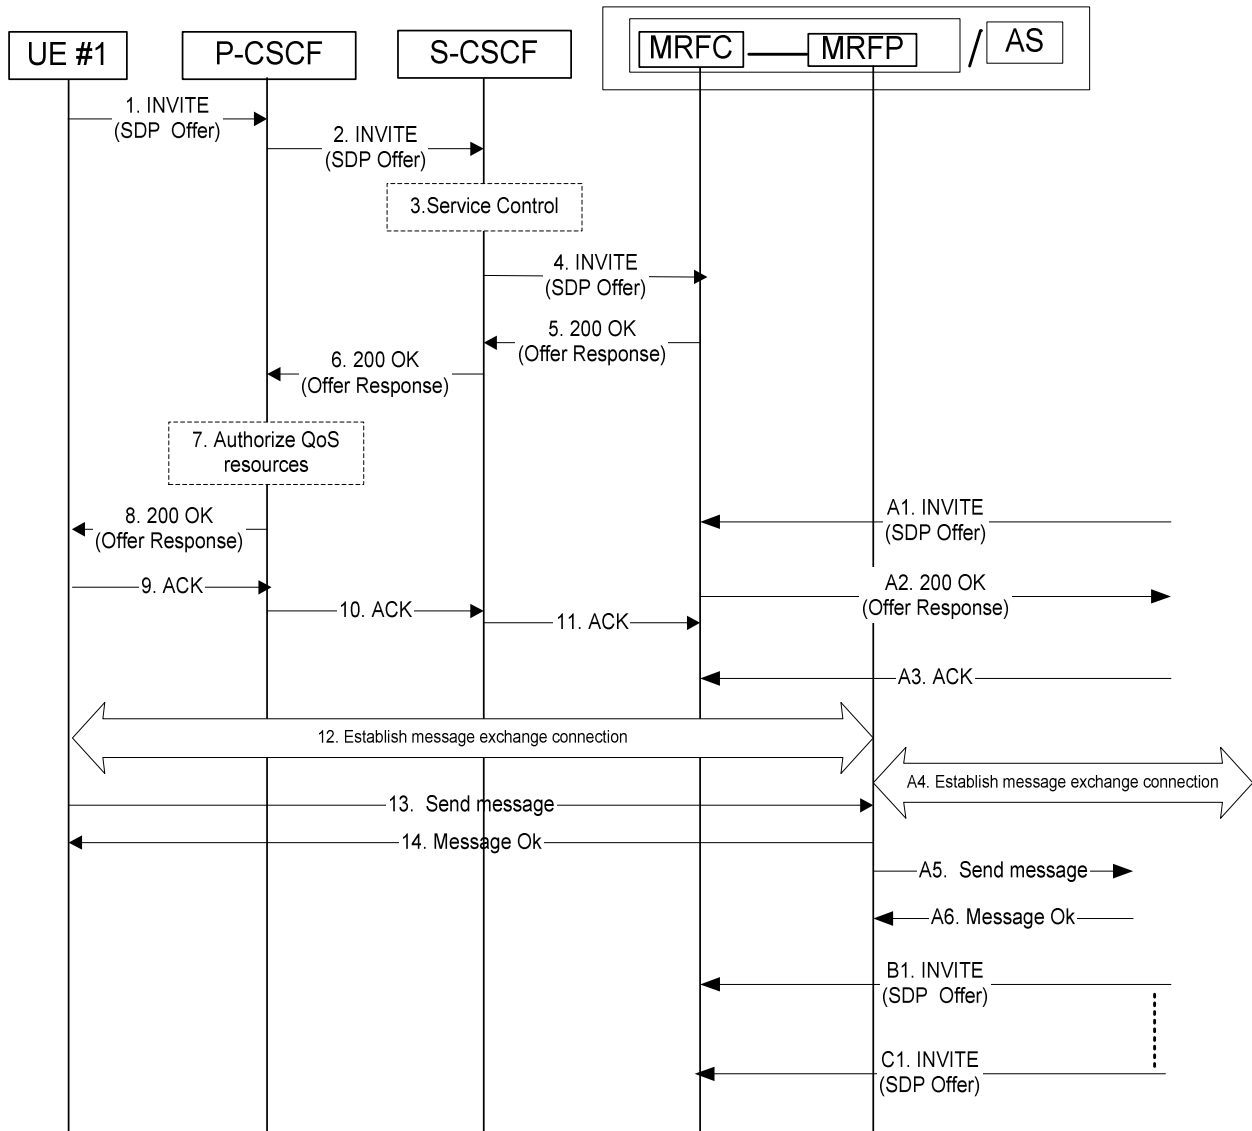 UE #1
P-CSCF
S-CSCF
MRFC
MRFP
/
AS
1. INVITE
(SDP Offer)
2. INVITE
(SDP Offer)
3.Service Control
4. INVITE
(SDP Offer)
5. 200 OK
(Offer Response)
6. 200 OK
(Offer Response)
7. Authorize QoS
resources
8. 200 OK
(Offer Response)
A1. INVITE
(SDP Offer)
9. ACK
A2. 200 OK
(Offer Response)
10. ACK
11. ACK
A3. ACK
12. Establish message exchange connection
A4. Establish message exchange connection
13. Send message
14. Message Ok
A5. Send message
A6. Message Ok
B1. INVITE
(SDP Offer)
C1. INVITE
(SDP Offer)